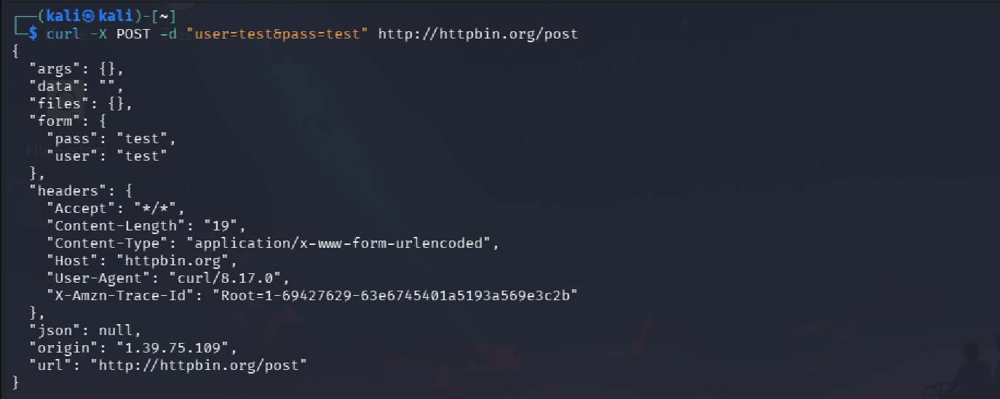 ┌──(kali㉿kali)-[~]
└─$ curl -X POST -d "user=test&pass=test" http://httpbin.org/post
{
  "args": {},
  "data": "",
  "files": {},
  "form": {
    "pass": "test",
    "user": "test"
  },
  "headers": {
    "Accept": "*/*",
    "Content-Length": "19",
    "Content-Type": "application/x-www-form-urlencoded",
    "Host": "httpbin.org",
    "User-Agent": "curl/8.17.0",
    "X-Amzn-Trace-Id": "Root=1-69427629-63e6745401a5193a569e3c2b"
  },
  "json": null,
  "origin": "1.39.75.109",
  "url": "http://httpbin.org/post"
}
File System